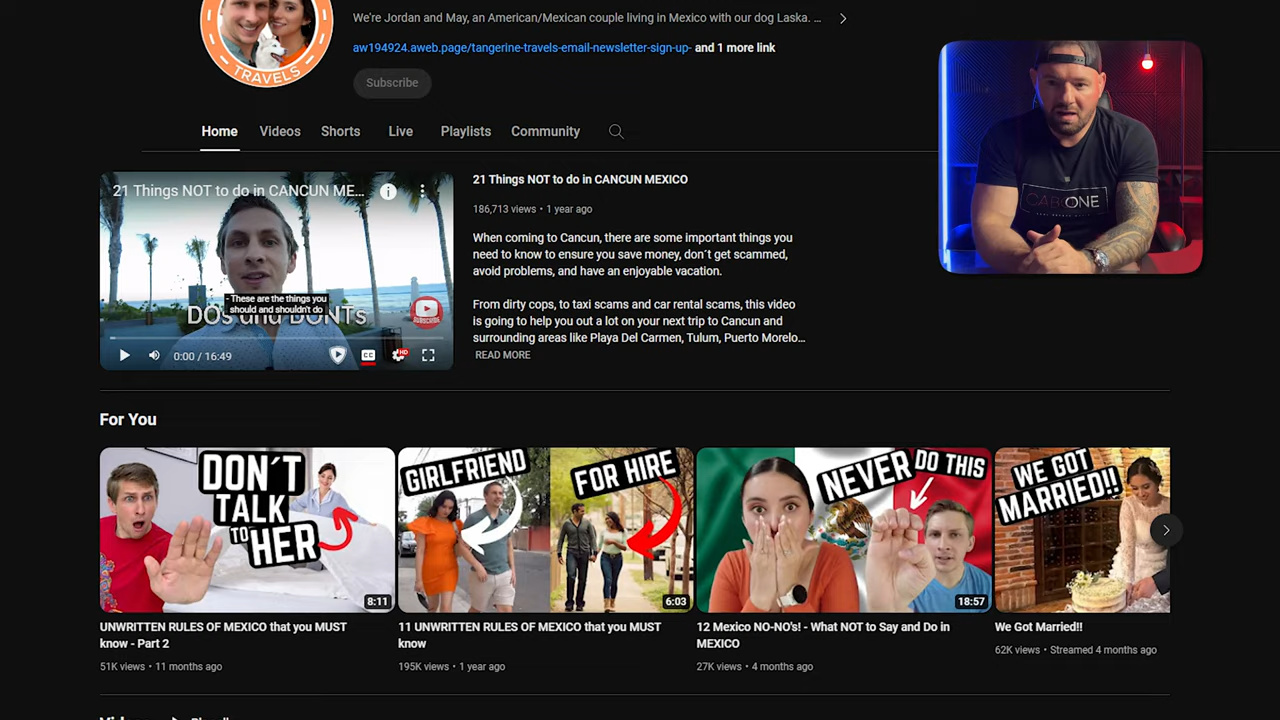 We're Jordan and May, an American/Mexican couple living in Mexico with our dog Laska. ...
TRAVELS
aw194924.aweb.page/tangerine-travels-email-newsletter-sign-up- and 1 more link
Subscribe
Home Videos Shorts Live Playlists Community
CABO ONE
21 Things NOT to do in CANCUN ME...
- These are the things you
should and shouldn't do
DOs and DON'Ts
SUBSCRIBE
0:00 / 16:49
CC
HD
21 Things NOT to do in CANCUN MEXICO
186,713 views • 1 year ago
When coming to Cancun, there are some important things you
need to know to ensure you save money, don´t get scammed,
avoid problems, and have an enjoyable vacation.
From dirty cops, to taxi scams and car rental scams, this video
is going to help you out a lot on your next trip to Cancun and
surrounding areas like Playa Del Carmen, Tulum, Puerto Morelo...
READ MORE
For You
DON´T
TALK
TO HER
8:11
UNWRITTEN RULES OF MEXICO that you MUST
know - Part 2
51K views • 11 months ago
GIRLFRIEND
FOR HIRE
6:03
11 UNWRITTEN RULES OF MEXICO that you MUST
know
195K views • 1 year ago
NEVER DO THIS
18:57
12 Mexico NO-NO's! - What NOT to Say and Do in
MEXICO
27K views • 4 months ago
WE GOT
MARRIED!!
We Got Married!!
62K views • Streamed 4 months ago